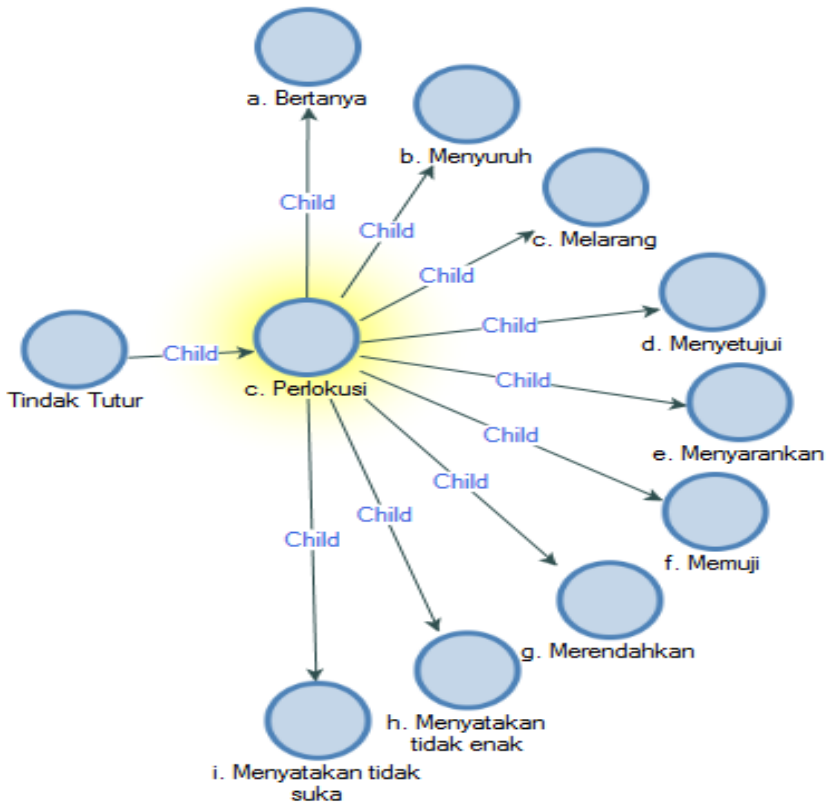 a. Bertanya
b. Menyuruh
Child
Child
c. Melarang
Child
Child
d. Menyetujui
Child
Tindak Tutur
c. Perlokusi
Child
e. Menyarankan
Child
f. Memuji
Child
g. Merendahkan
Child
h. Menyatakan
tidak enak
Child
i. Menyatakan tidak
suka